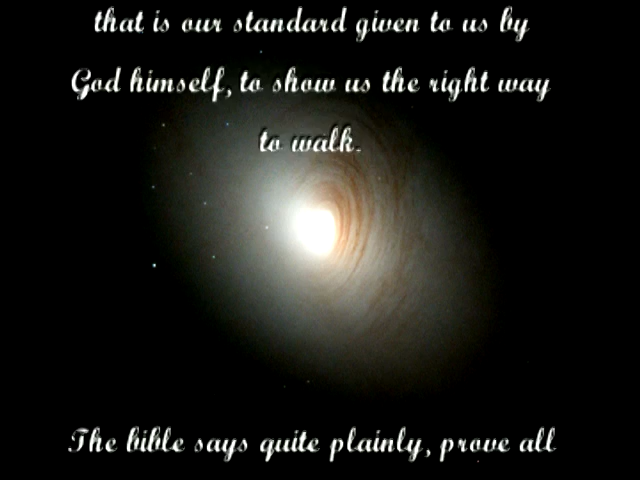 that is our standard given to us by
God himself, to show us the right way
to walk.
The bible says quite plainly, prove all